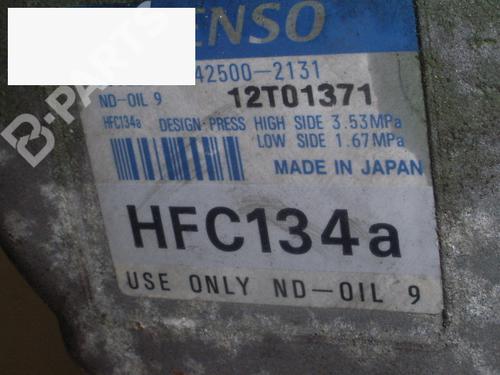 ENSO
42500-2131
ND-OIL 9 12T01371
HFC134a DESIGN PRESS HIGH SIDE 3.53MPa
LOW SIDE 1.67MPa
MADE IN JAPAN
HFC134a
USE ONLY ND-OIL 9
B-PARTS